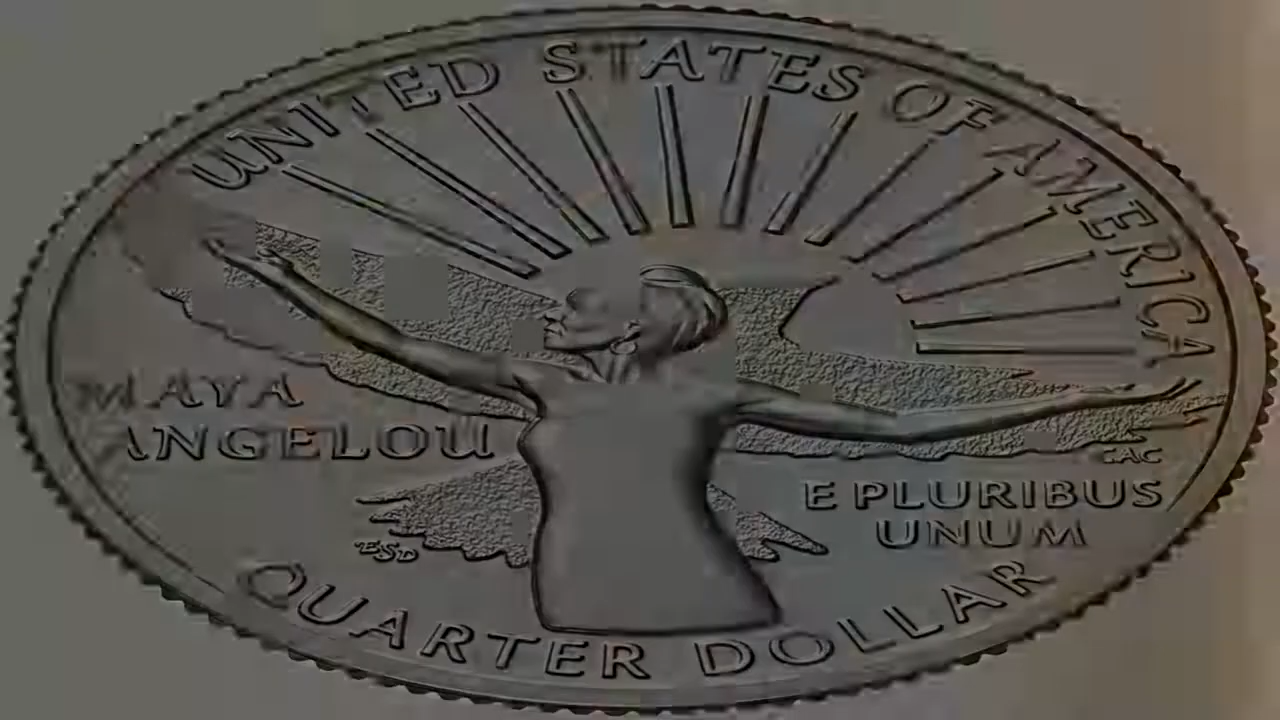 UNITED STATES OF AMERICA
MAYA
ANGELOU
CAC
E PLURIBUS
UNUM
ESD
QUARTER DOLLAR